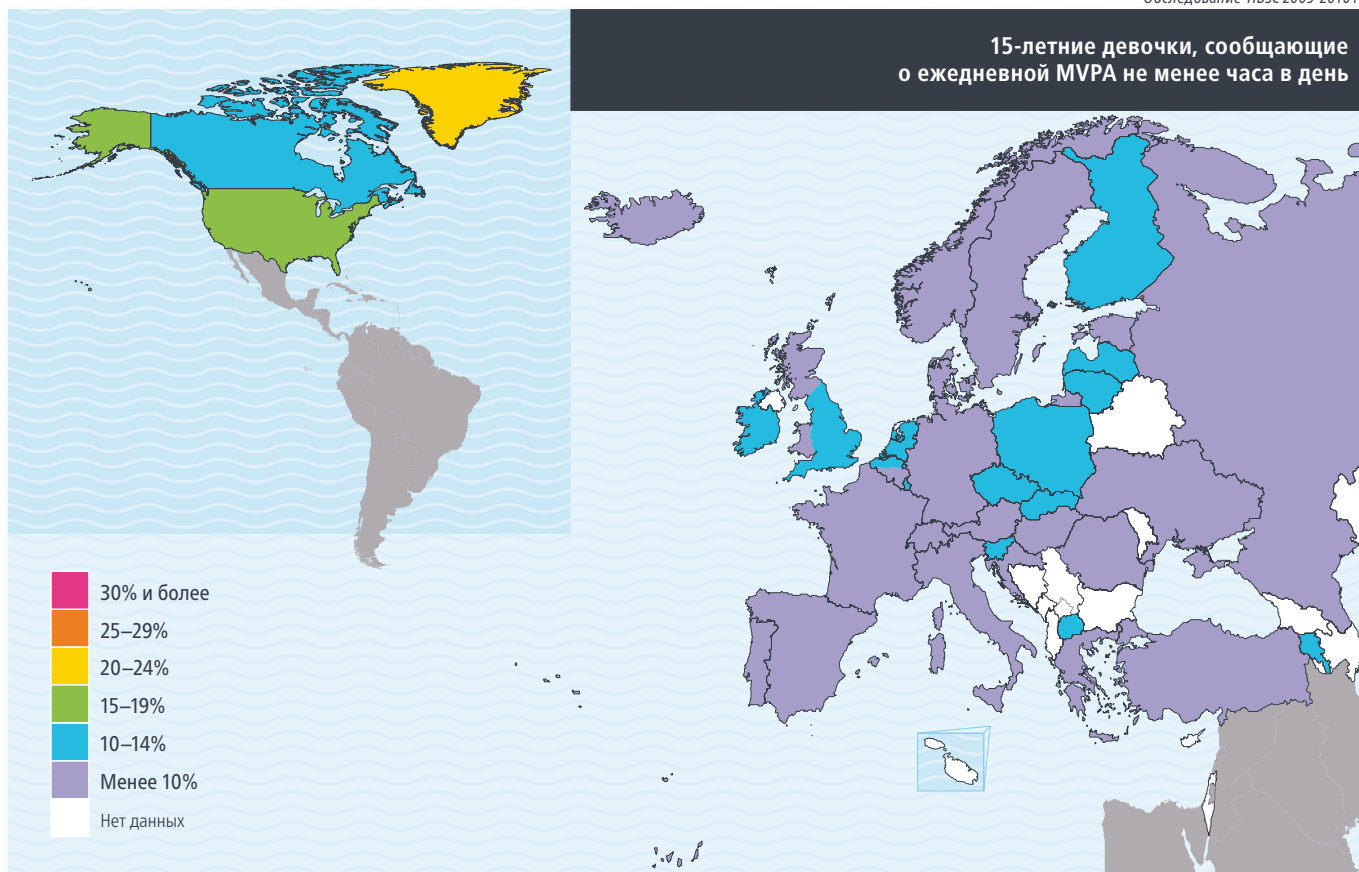 15-летние девочки, сообщающие
о ежедневной MVPA не менее часа в день
30% и более
25–29%
20–24%
15–19%
10–14%
Менее 10%
Нет данных